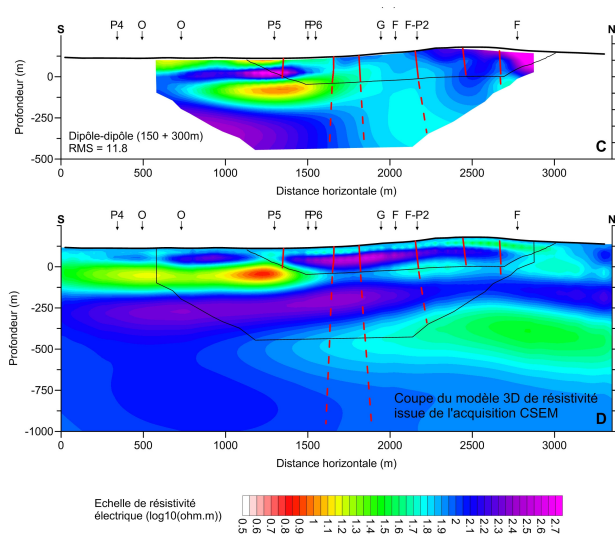 S P4 O O P5 F P6 G F F-P2 F N
0
-250
-500
Profondeur (m)
Dipôle-dipôle (150 + 300m)
RMS = 11.8
C
0 500 1000 1500 2000 2500 3000
Distance horizontale (m)
S P4 O O P5 F P6 G F F-P2 F N
0
-250
-500
-750
-1000
Profondeur (m)
Coupe du modèle 3D de résistivité
issue de l'acquisition CSEM
D
0 500 1000 1500 2000 2500 3000
Distance horizontale (m)
Echelle de résistivité
électrique (log10(ohm.m))
0.5 0.6 0.7 0.8 0.9 1 1.1 1.2 1.3 1.4 1.5 1.6 1.7 1.8 1.9 2 2.1 2.2 2.3 2.4 2.5 2.6 2.7